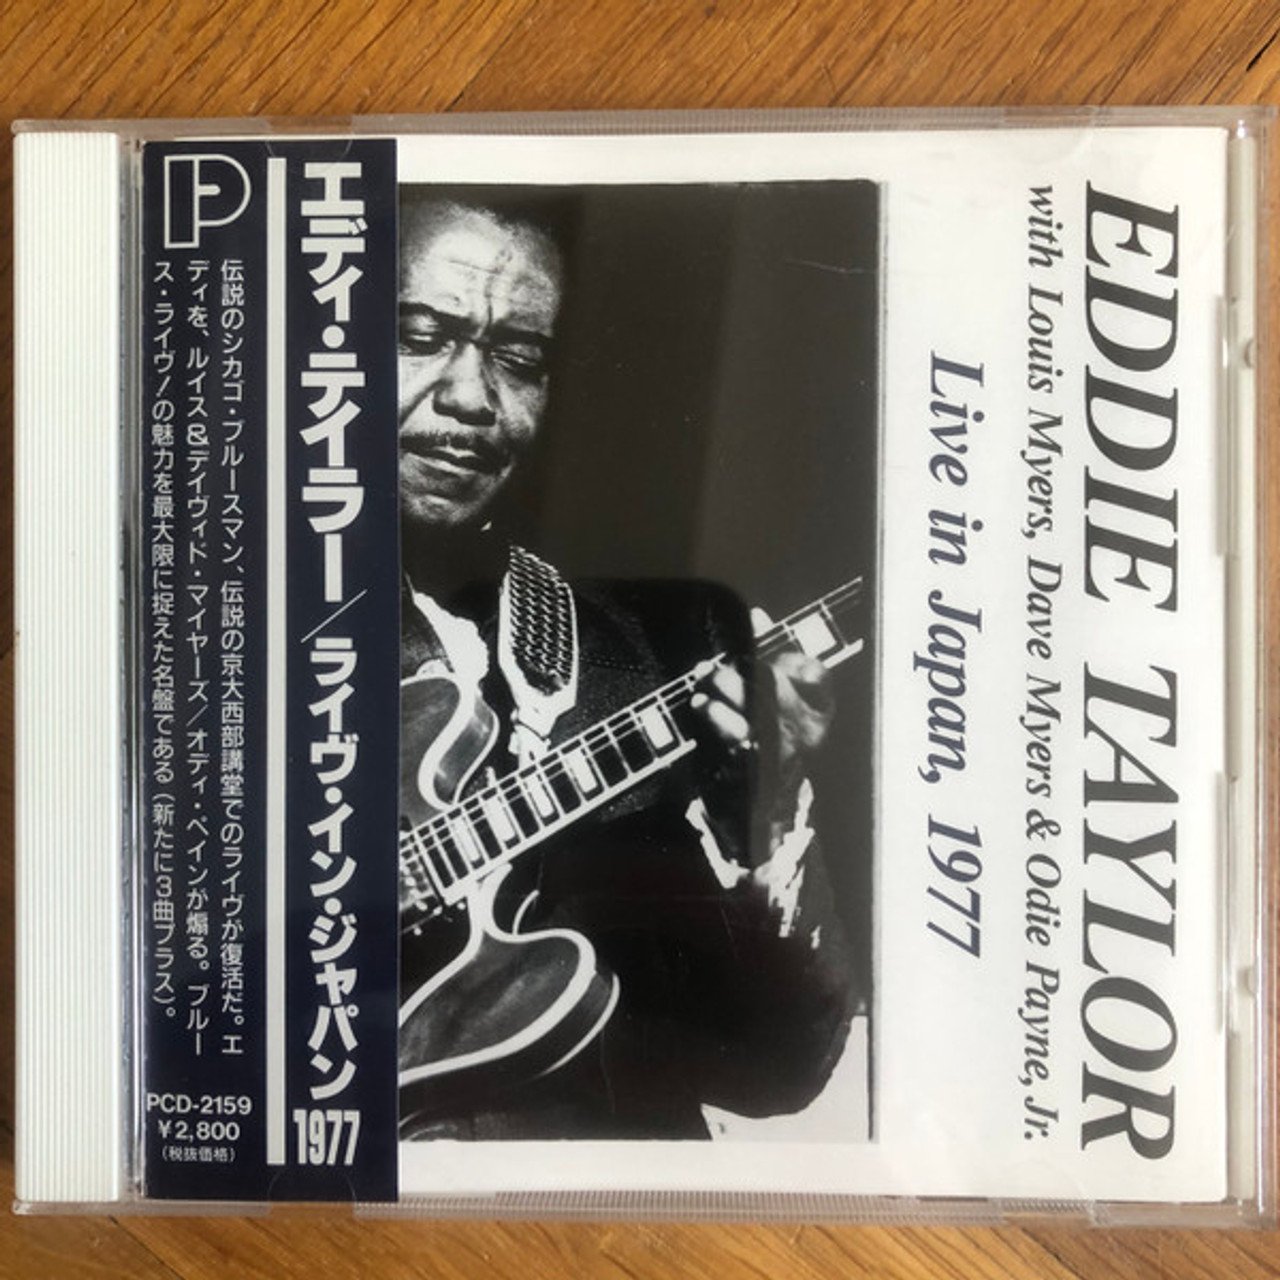 エディ・テイラー／ライヴ・イン・ジャパン1977
伝説のシカゴ・ブルースマン、伝説の京大西部講堂でのライヴが復活だ。エ
ディを、ルイス&デイヴィド・マイヤーズ／オディ・ペインが煽る。ブルー
ス・ライヴ!の魅力を最大限に捉えた名盤である（新たに3曲プラス）。
PCD-2159
¥2,800
(税抜価格)
EDDIE TAYLOR
with Louis Myers, Dave Myers & Odie Payne, Jr.
Live in Japan, 1977